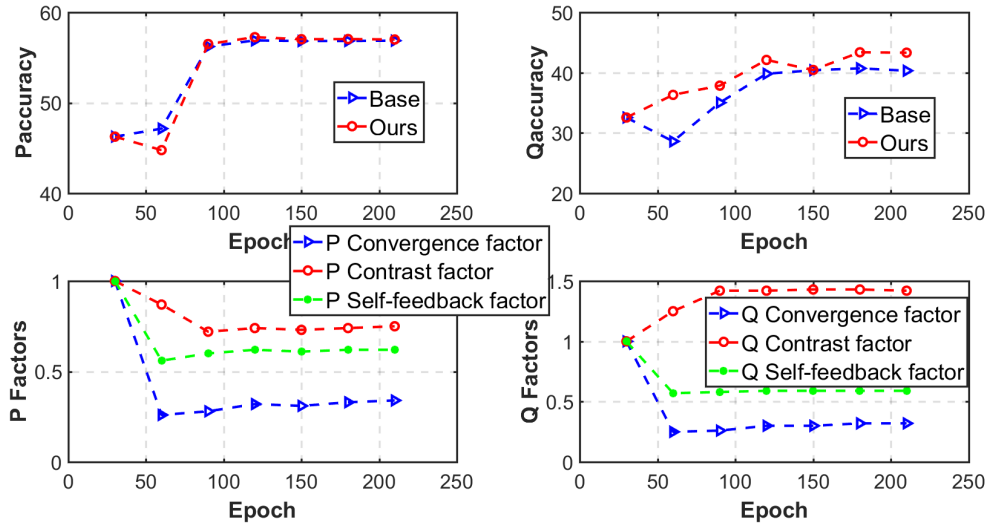 60
50
40
Paccuracy
Base
Ours
0 50 100 150 200 250
Epoch
50
40
30
20
Qaccuracy
Base
Ours
0 50 100 150 200 250
Epoch
1
0.5
0
P Factors
P Convergence factor
P Contrast factor
P Self-feedback factor
0 50 100 150 200 250
Epoch
1.5
1
0.5
0
Q Factors
Q Convergence factor
Q Contrast factor
Q Self-feedback factor
0 50 100 150 200 250
Epoch